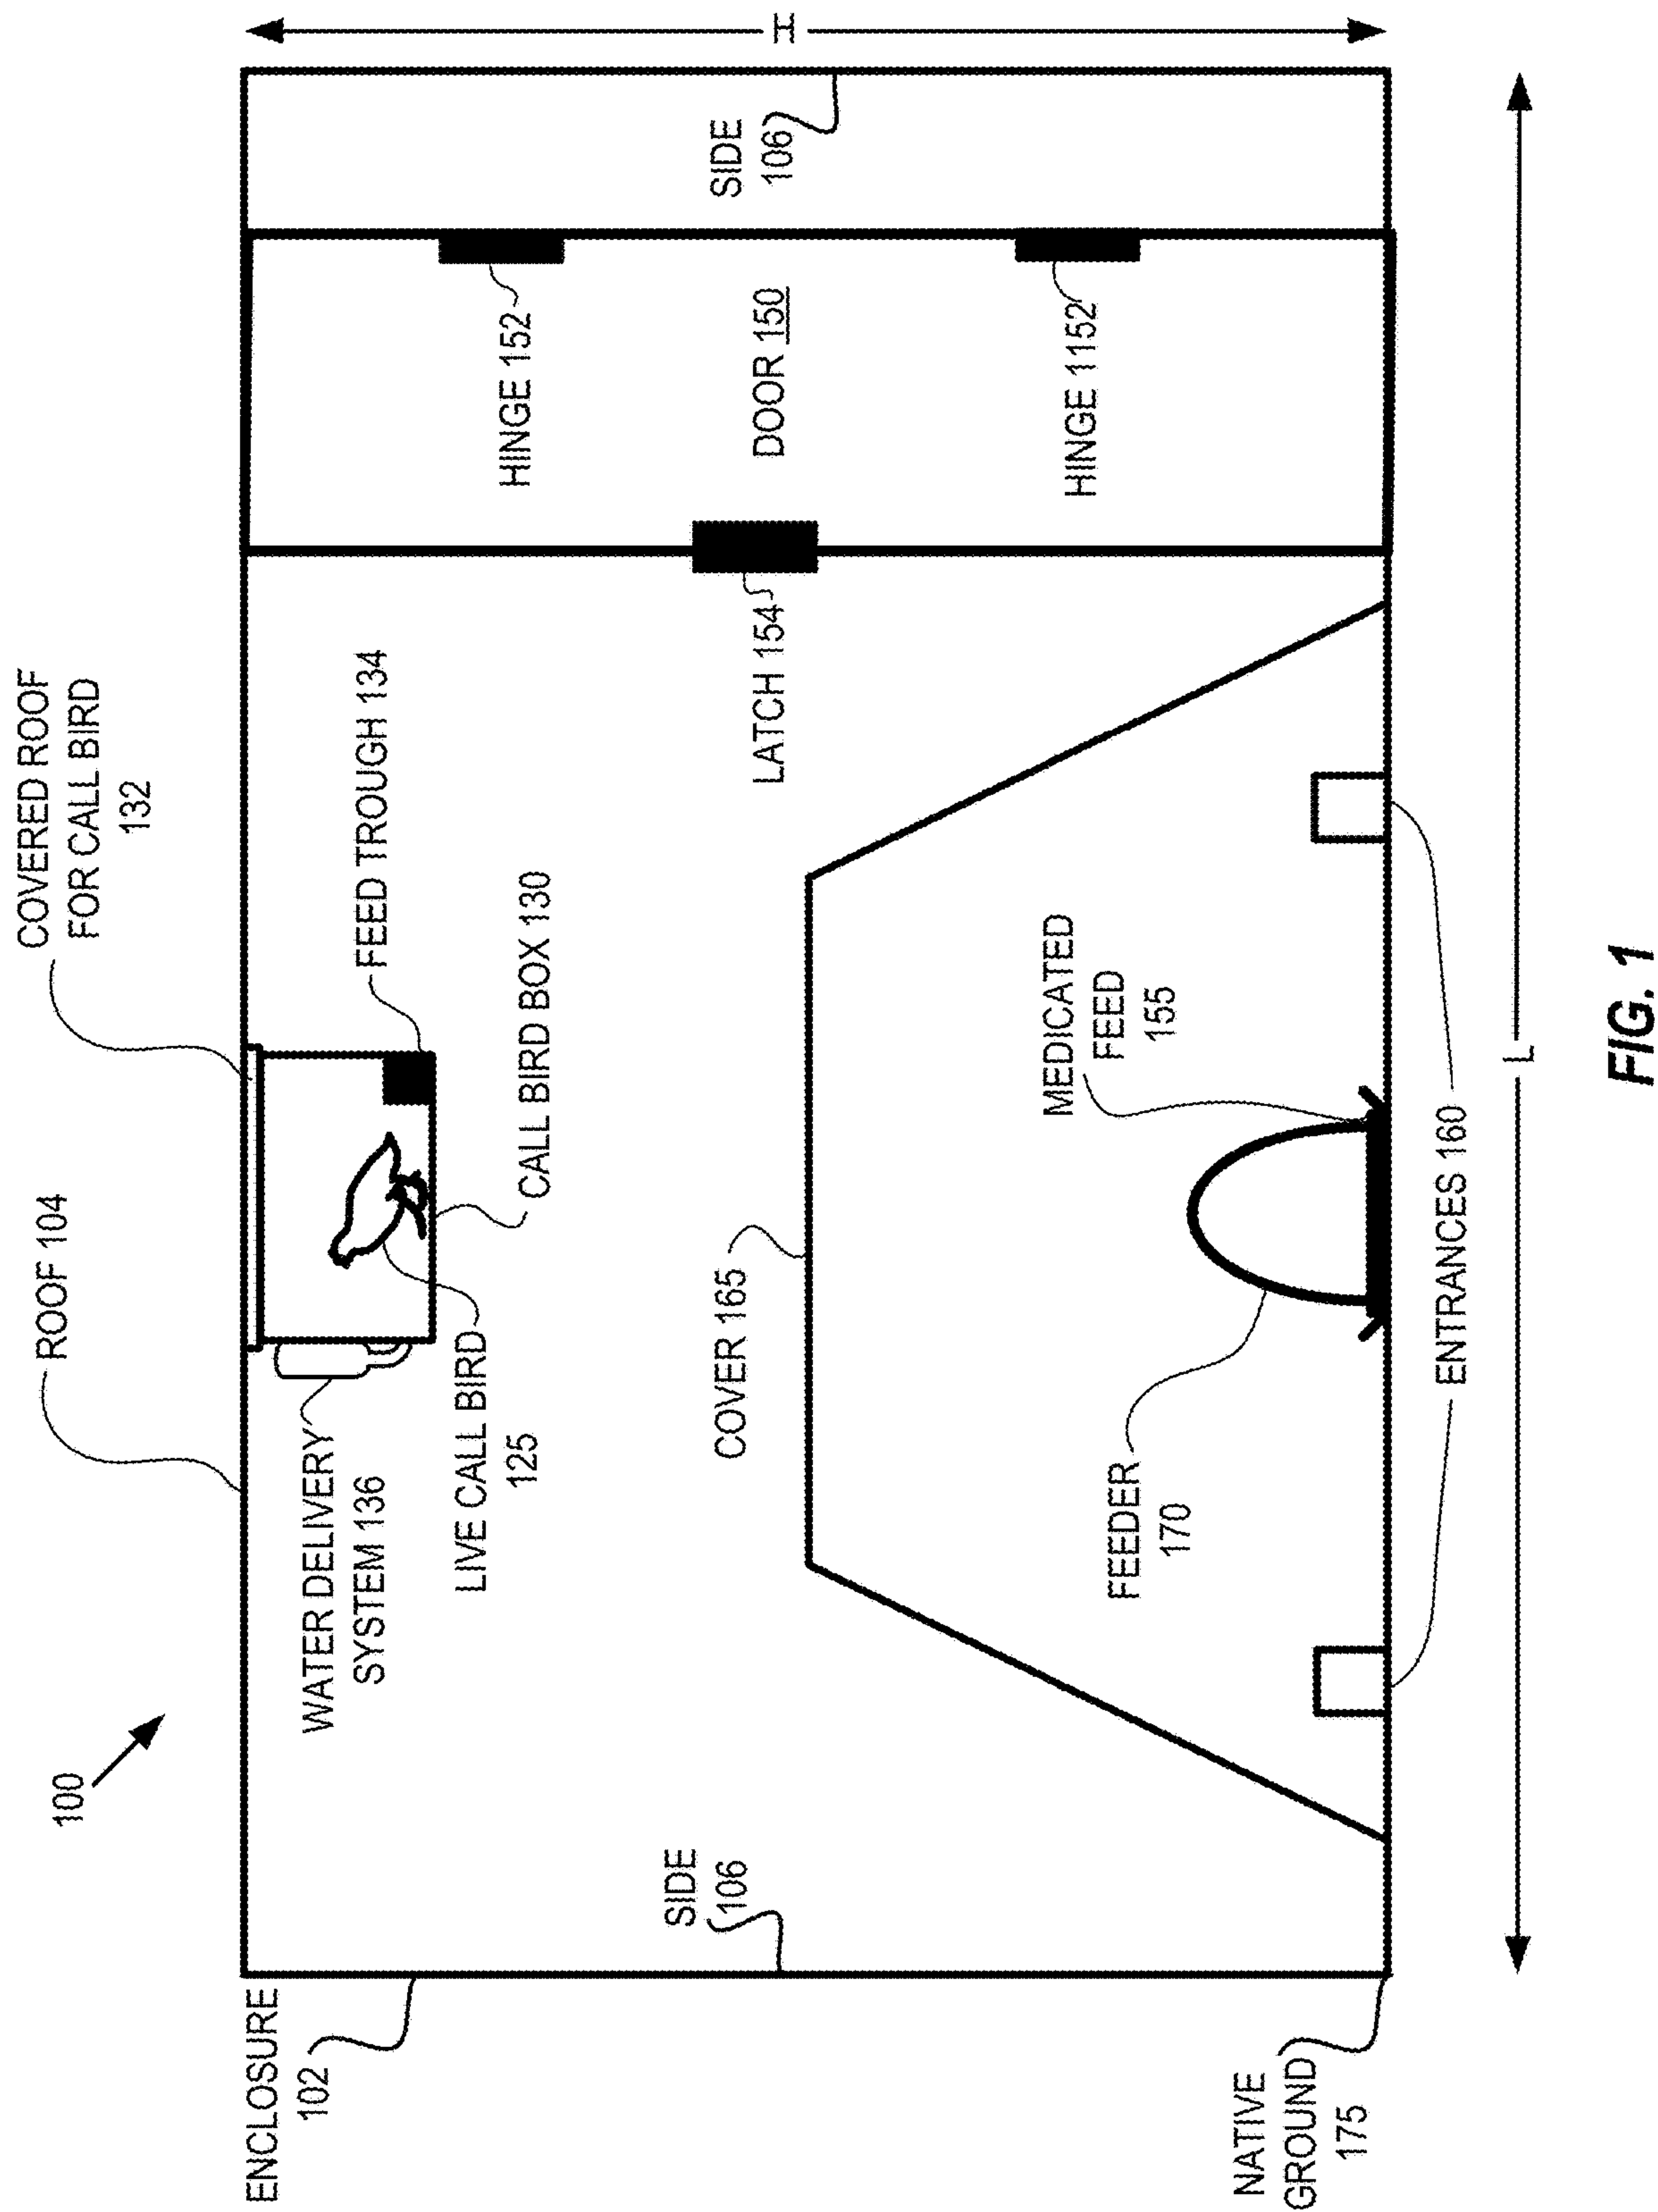 100
ROOF 104
COVERED ROOF
FOR CALL BIRD
132
ENCLOSURE
102
WATER DELIVERY
SYSTEM 136
LIVE CALL BIRD
125
FEED TROUGH 134
CALL BIRD BOX 130
HINGE 152
SIDE
106
SIDE
106
COVER 165
LATCH 154
DOOR 150
H
HINGE 1152
FEEDER
170
MEDICATED
FEED
155
NATIVE
GROUND
175
ENTRANCES 160
L
FIG. 1